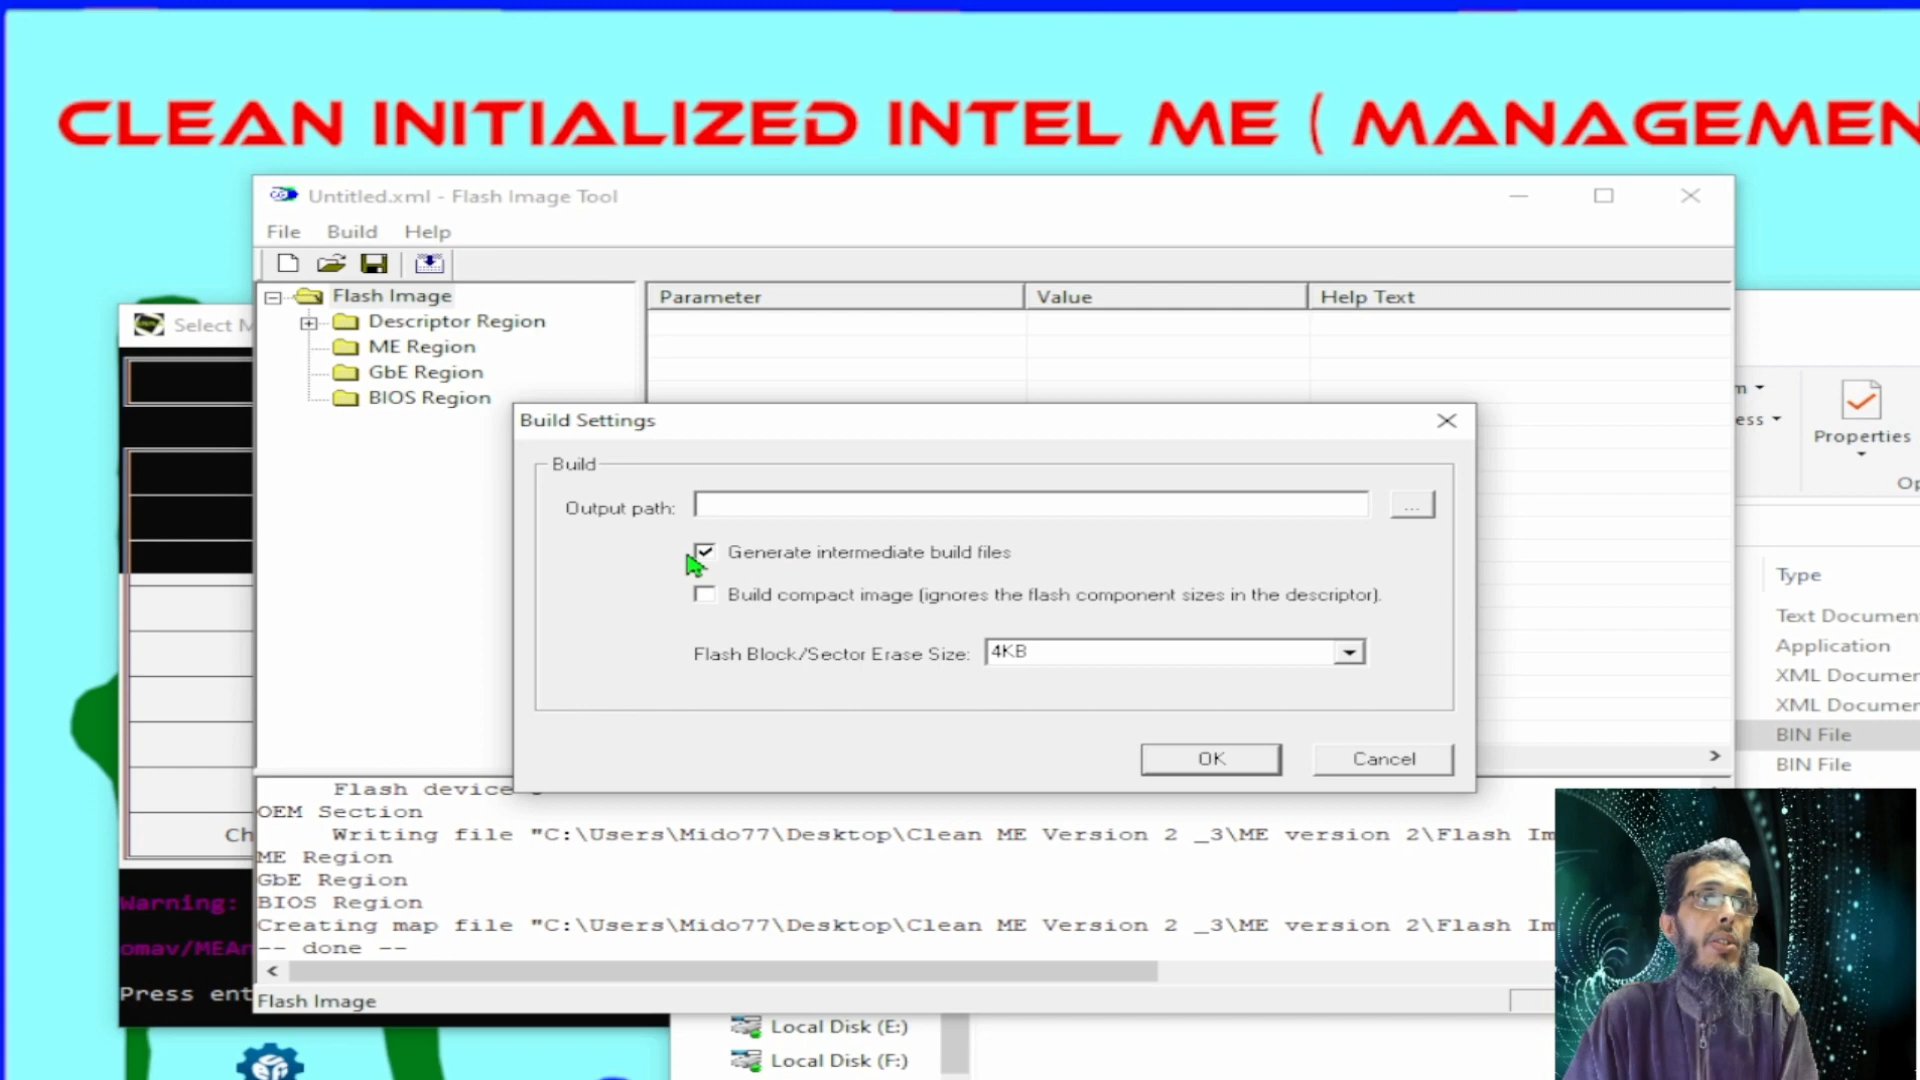 CLEAN INITIALIZED INTEL ME ( MANAGEMEN
Untitled.xml - Flash Image Tool
File Build Help
Flash Image
Descriptor Region
ME Region
GbE Region
BIOS Region
Parameter Value Help Text
Select M
Build Settings
Build
Output path:
...
Generate intermediate build files
Build compact image (ignores the flash component sizes in the descriptor).
Flash Block/Sector Erase Size: 4KB
OK Cancel
Properties
Type
Text Documen
Application
XML Documen
XML Documen
BIN File
BIN File
Flash device
OEM Section
Writing file "C:\Users\Mido77\Desktop\Clean ME Version 2 _3\ME version 2\Flash Im
ME Region
GbE Region
BIOS Region
Creating map file "C:\Users\Mido77\Desktop\Clean ME Version 2 _3\ME version 2\Flash Im
-- done --
Flash Image
Ch
Warning:
omav/MEAn
Press ent
Local Disk (E:)
Local Disk (F:)